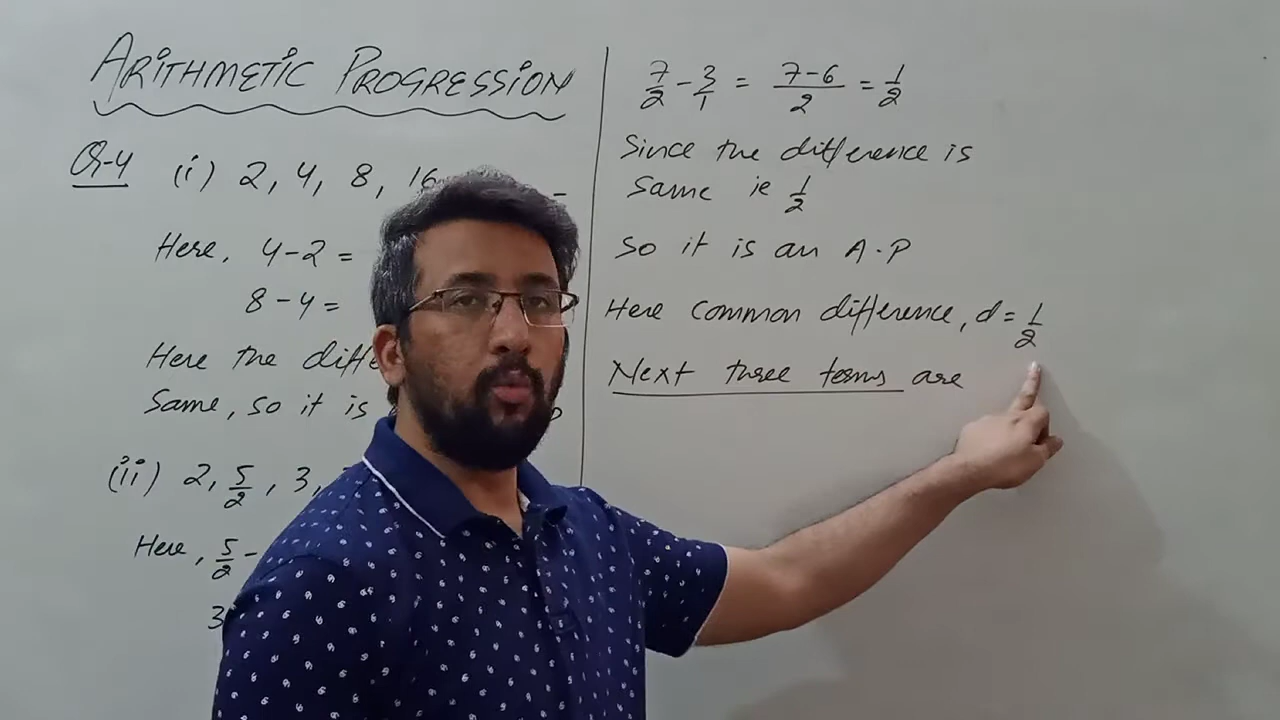 ARITHMETIC PROGRESSION
Q-4 (i) 2, 4, 8, 16
Here, 4-2 =
8-4 =
Here the diffe
Same, so it is
(ii) 2, 5/2, 3,
Here, 5/2 -
3
7/2 - 3/1 = 7-6/2 = 1/2
Since the difference is
Same ie 1/2
So it is an A.P
Here common difference, d = 1/2
Next three terms are